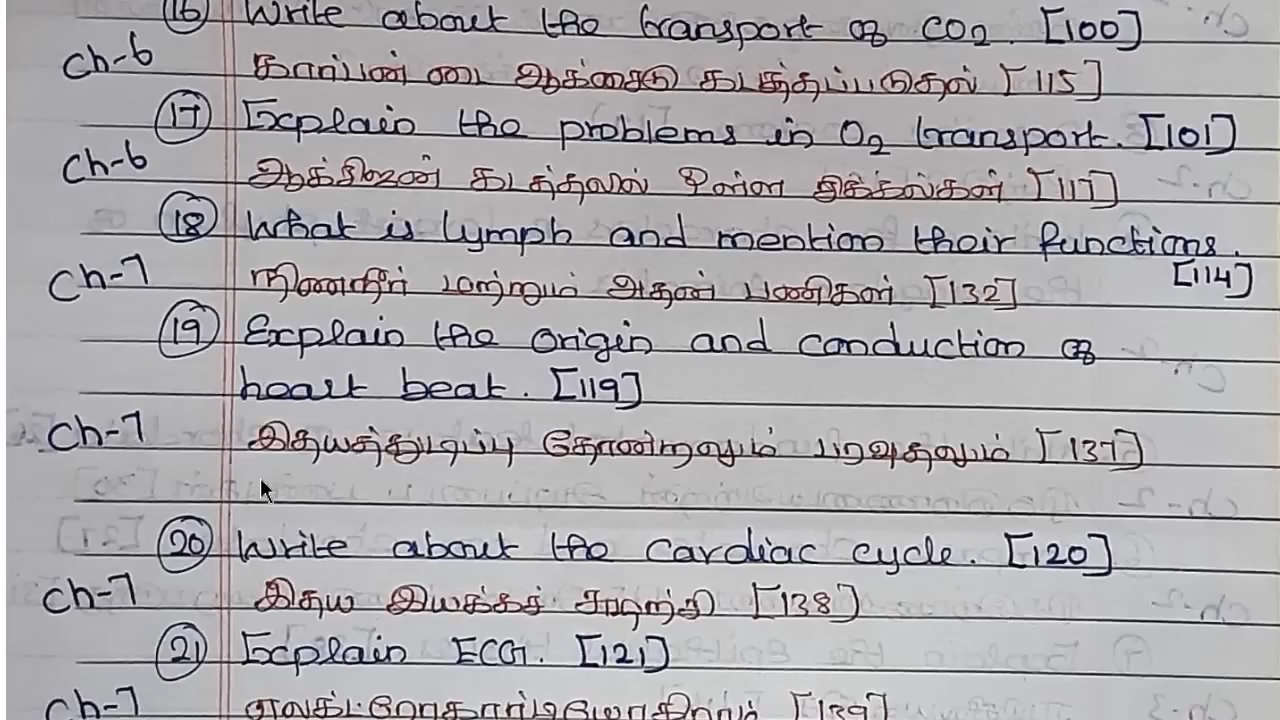 16 Write about the transport of CO2. [100]
Ch-6 கார்பன் டை ஆக்சைடு கடத்தப்படுதல் [115]
17 Explain the problems in O2 transport. [101]
Ch-6 ஆக்ஸிஜன் கடத்தலில் உள்ள சிக்கல்கள் [117]
18 What is lymph and mention their functions.
[114]
Ch-7 நிணநீர் மற்றும் அதன் பணிகள் [132]
19 Explain the origin and conduction of
heart beat. [119]
Ch-7 இதயத்துடிப்பு தோன்றலும் பரவுதலும் [137]
20 Write about the cardiac cycle. [120]
Ch-7 இதய இயக்கச் சுழற்சி [138]
21 Explain ECG. [121]
Ch-7 [139]